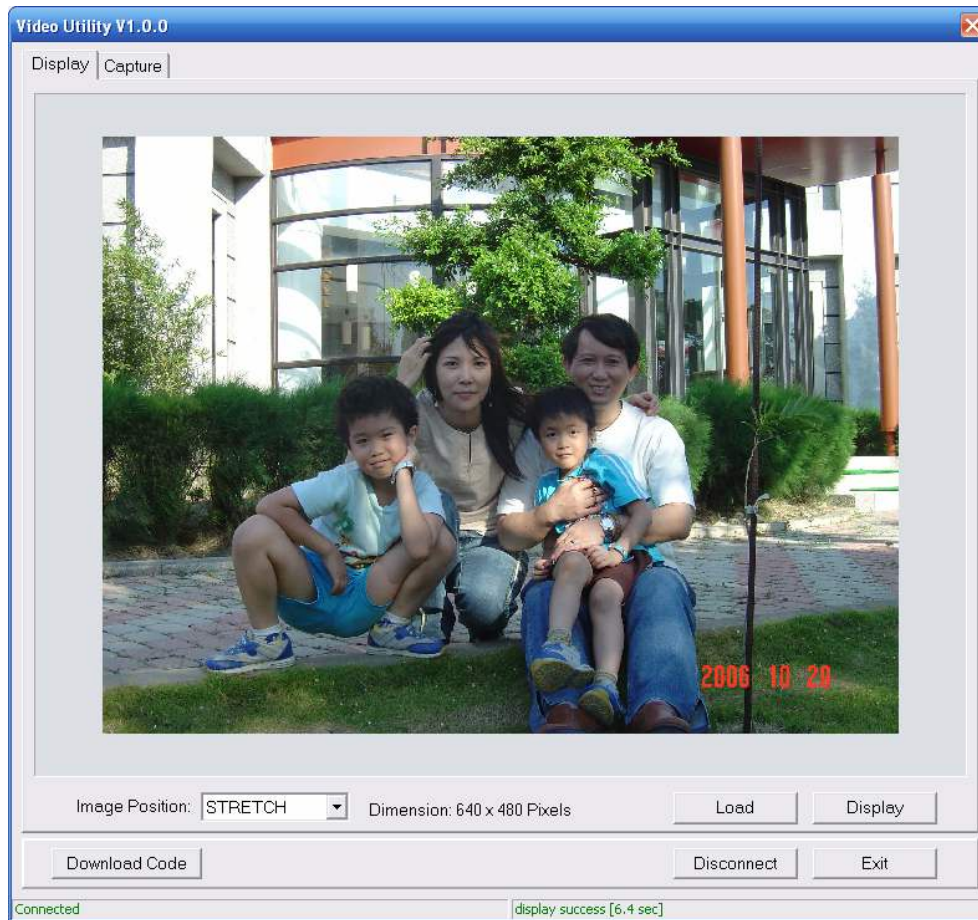 Video Utility V1.0.0
Display Capture
2006 10 29
Image Position: STRETCH Dimension: 640 x 480 Pixels Load Display
Download Code Disconnect Exit
Connected display success [6.4 sec]